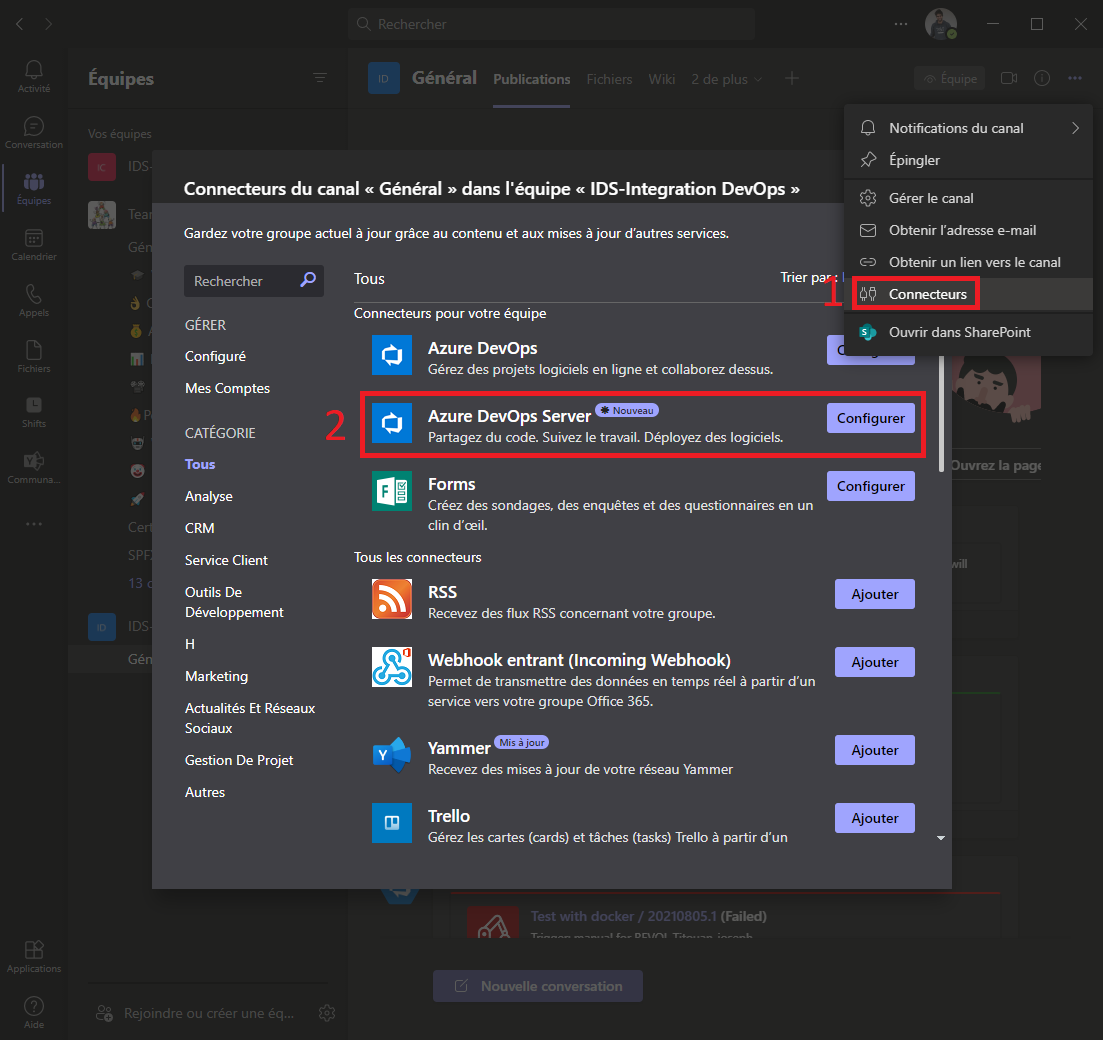 Rechercher
Activité
Conversation
Équipes
Calendrier
Appels
Fichiers
Shifts
Communa...
Applications
Aide
Équipes
Vos équipes
IC
IDS-
Team
Gén
Cert
SPFX
13 c
ID
IDS-
Gén
Rejoindre ou créer une éq...
ID
Général
Publications
Fichiers
Wiki
2 de plus
Équipe
Notifications du canal
Épingler
Gérer le canal
Obtenir l'adresse e-mail
Obtenir un lien vers le canal
1
Connecteurs
Ouvrir dans SharePoint
Connecteurs du canal « Général » dans l'équipe « IDS-Integration DevOps »
Gardez votre groupe actuel à jour grâce au contenu et aux mises à jour d'autres services.
Rechercher
GÉRER
Configuré
Mes Comptes
CATÉGORIE
Tous
Analyse
CRM
Service Client
Outils De
Développement
H
Marketing
Actualités Et Réseaux
Sociaux
Gestion De Projet
Autres
Tous
Trier par :
Connecteurs pour votre équipe
Azure DevOps
Gérez des projets logiciels en ligne et collaborez dessus.
2
Azure DevOps Server
Nouveau
Partagez du code. Suivez le travail. Déployez des logiciels.
Configurer
Forms
Créez des sondages, des enquêtes et des questionnaires en un
clin d'œil.
Configurer
Tous les connecteurs
RSS
Recevez des flux RSS concernant votre groupe.
Ajouter
Webhook entrant (Incoming Webhook)
Permet de transmettre des données en temps réel à partir d'un
service vers votre groupe Office 365.
Ajouter
Yammer
Mis à jour
Recevez des mises à jour de votre réseau Yammer
Ajouter
Trello
Gérez les cartes (cards) et tâches (tasks) Trello à partir d'un
Ajouter
Ouvrez la page
will
Test with docker / 20210805.1 (Failed)
Nouvelle conversation